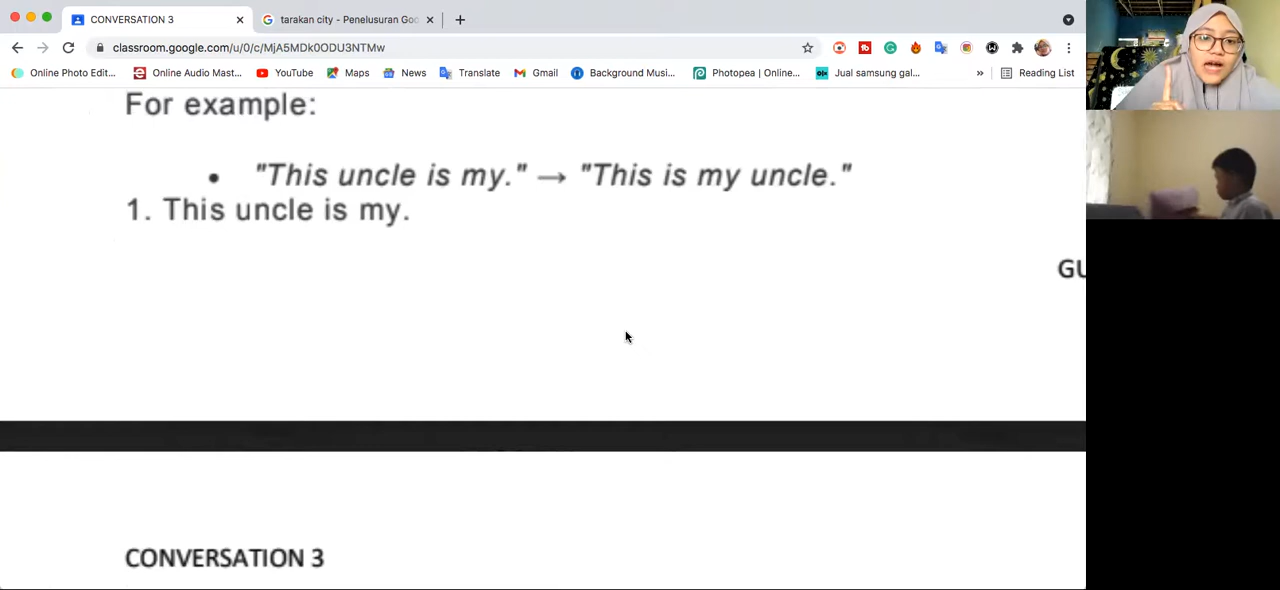 CONVERSATION 3
tarakan city - Penelusuran Goo
classroom.google.com/u/0/c/MjA5MDk0ODU3NTMw
Online Photo Edit...
Online Audio Mast...
YouTube
Maps
News
Translate
Gmail
Background Musi...
Photopea | Online...
Jual samsung gal...
»
Reading List
For example:
• "This uncle is my." → "This is my uncle."
1. This uncle is my.
GU
CONVERSATION 3